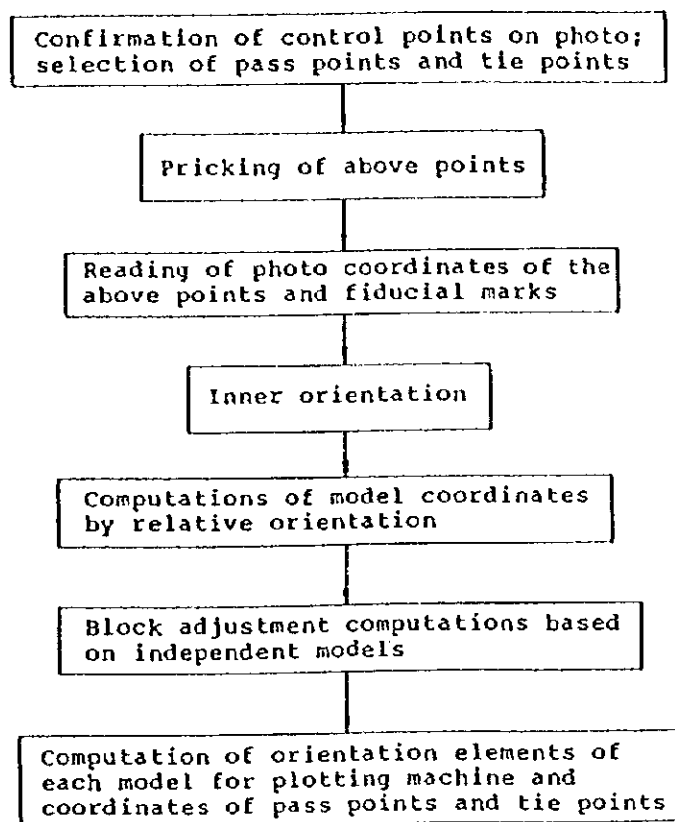 Confirmation of control points on photo;
selection of pass points and tie points
Pricking of above points
Reading of photo coordinates of the
above points and fiducial marks
Inner orientation
Computations of model coordinates
by relative orientation
Block adjustment computations based
on independent models
Computation of orientation elements of
each model for plotting machine and
coordinates of pass points and tie points